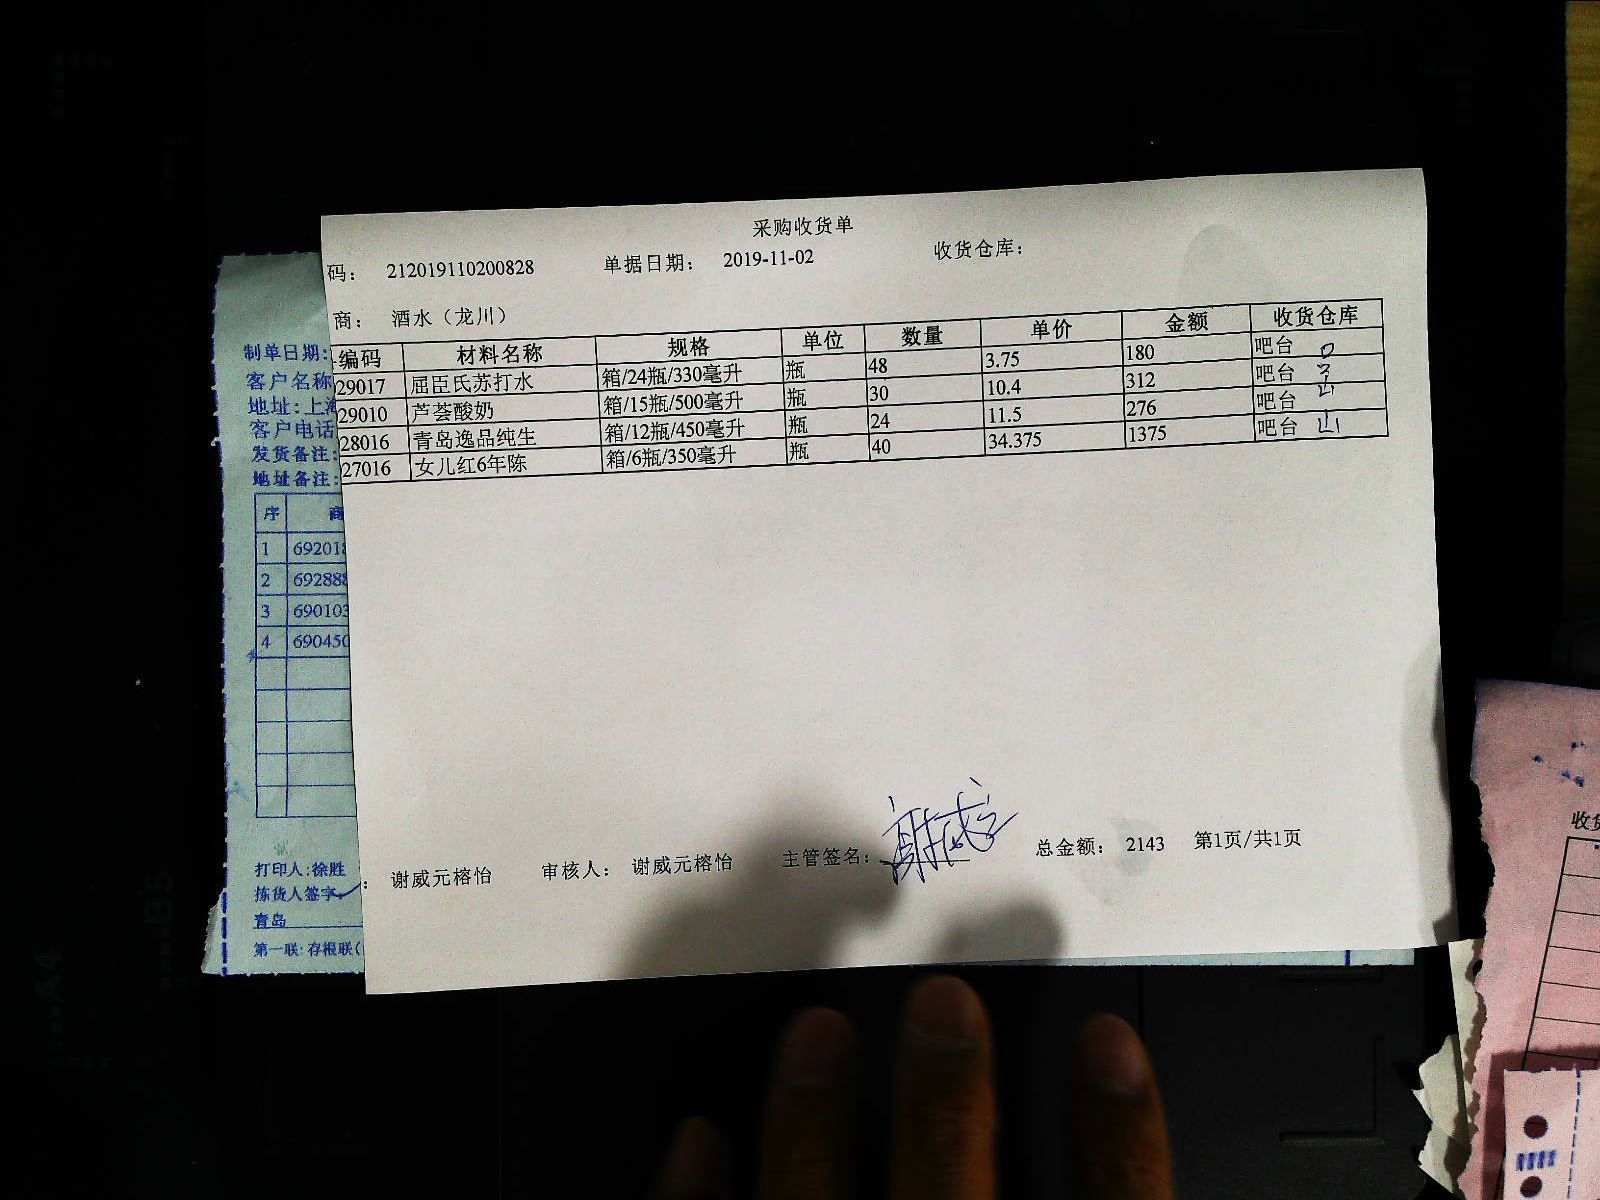 采购收货单
码： 212019110200828 单据日期： 2019-11-02 收货仓库：
商： 酒水（龙川）
编码 材料名称 规格 单位 数量 单价 金额 收货仓库
29017 屈臣氏苏打水 箱/24瓶/330毫升 瓶 48 3.75 180 吧台
29010 芦荟酸奶 箱/15瓶/500毫升 瓶 30 10.4 312 吧台
28016 青岛逸品纯生 箱/12瓶/450毫升 瓶 24 11.5 276 吧台
27016 女儿红6年陈 箱/6瓶/350毫升 瓶 40 34.375 1375 吧台
： 谢威元榕怡 审核人： 谢威元榕怡 主管签名： 总金额： 2143 第1页/共1页
制单日期:
客户名称
地址:上海
客户电话
发货备注:
地址备注:
序 商
1 69201
2 692888
3 690103
4 690450
打印人:徐胜
拣货人签字
青岛
第一联:存根联(
收货